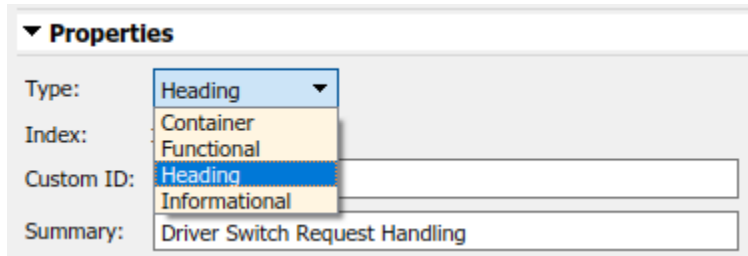 Properties
Type:
Heading
Container
Index:
Functional
Custom ID:
Heading
Informational
Summary:
Driver Switch Request Handling